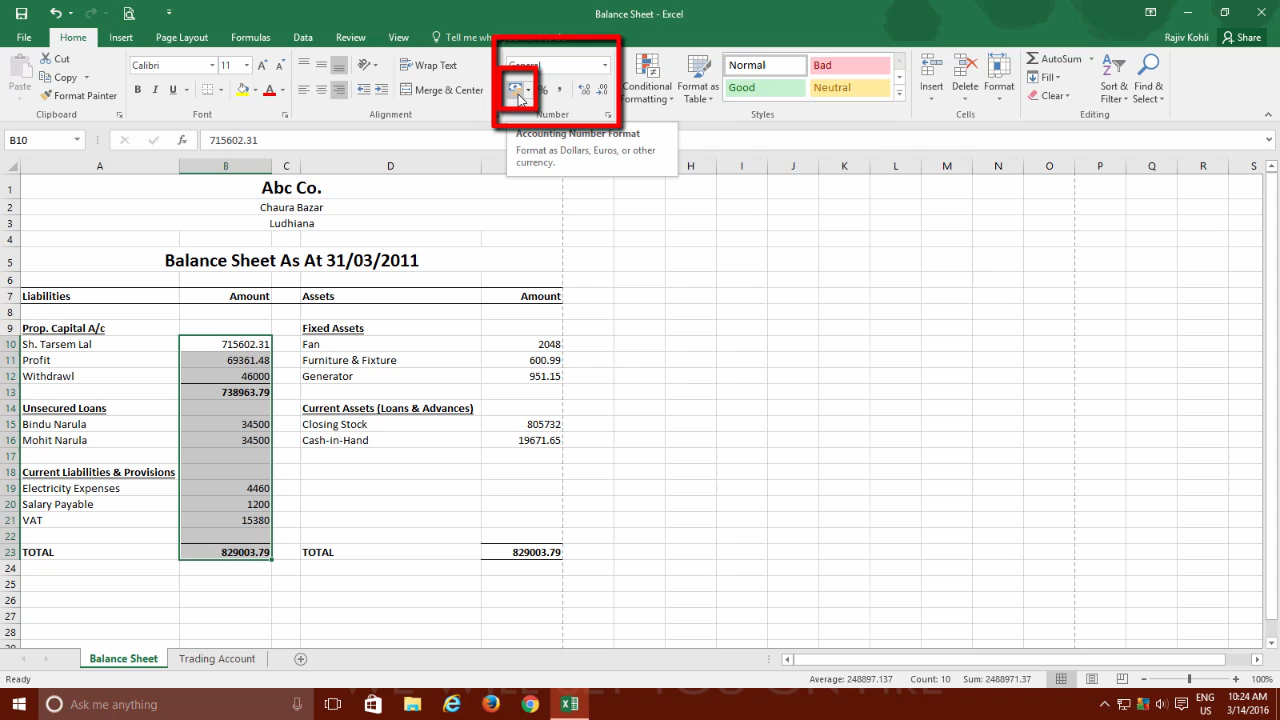 Balance Sheet - Excel
File Home Insert Page Layout Formulas Data Review View Tell me
Rajiv Kohli Share
Paste
Cut
Copy
Format Painter
Clipboard
Calibri 11
B I U
Font
Wrap Text
Merge & Center
Alignment
General
%
Number
Conditional Formatting
Format as Table
Normal Bad
Good Neutral
Styles
Insert Delete Format
Cells
AutoSum
Fill
Clear
Sort & Filter
Find & Select
Editing
B10 fx 715602.31
Accounting Number Format
Format as Dollars, Euros, or other
currency.
A B C D H I J K L M N O P Q R S
1 Abc Co.
2 Chaura Bazar
3 Ludhiana
4
5 Balance Sheet As At 31/03/2011
6
7 Liabilities Amount Assets Amount
8
9 Prop. Capital A/c Fixed Assets
10 Sh. Tarsem Lal 715602.31 Fan 2048
11 Profit 69361.48 Furniture & Fixture 600.99
12 Withdrawl 46000 Generator 951.15
13 738963.79
14 Unsecured Loans Current Assets (Loans & Advances)
15 Bindu Narula 34500 Closing Stock 805732
16 Mohit Narula 34500 Cash-in-Hand 19671.65
17
18 Current Liabilities & Provisions
19 Electricity Expenses 4460
20 Salary Payable 1200
21 VAT 15380
22
23 TOTAL 829003.79 TOTAL 829003.79
24
25
26
27
28
Balance Sheet Trading Account
Ready Average: 248897.137 Count: 10 Sum: 2488971.37 100%
Ask me anything
ENG
US
10:24 AM
3/14/2016